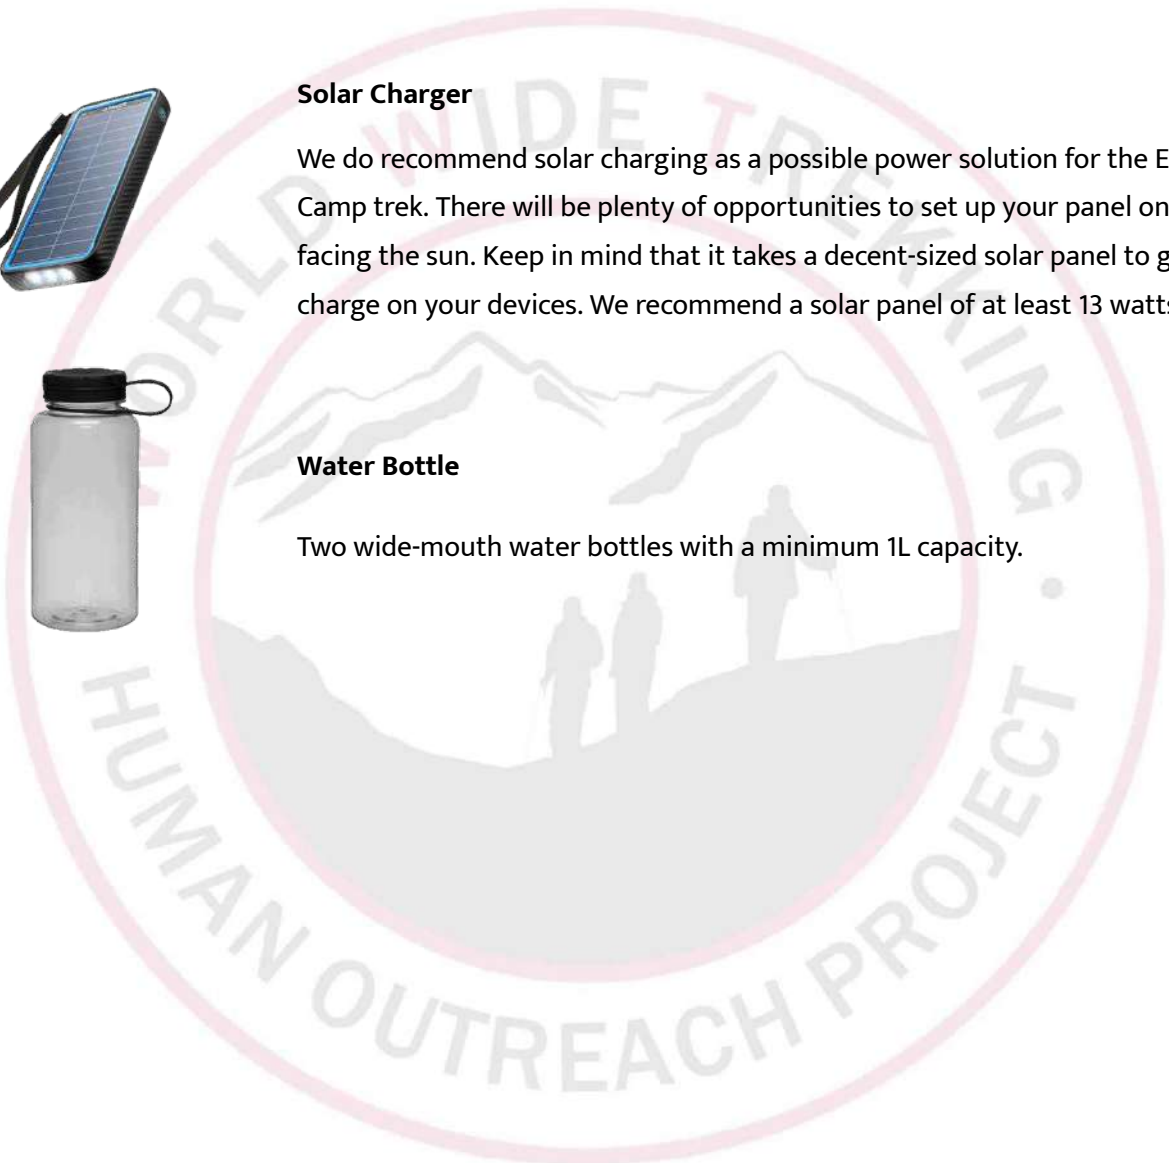 Solar Charger
We do recommend solar charging as a possible power solution for the E
Camp trek. There will be plenty of opportunities to set up your panel on
facing the sun. Keep in mind that it takes a decent-sized solar panel to g
charge on your devices. We recommend a solar panel of at least 13 watts
Water Bottle
Two wide-mouth water bottles with a minimum 1L capacity.
WORLD WIDE TREKKING
HUMAN OUTREACH PROJECT